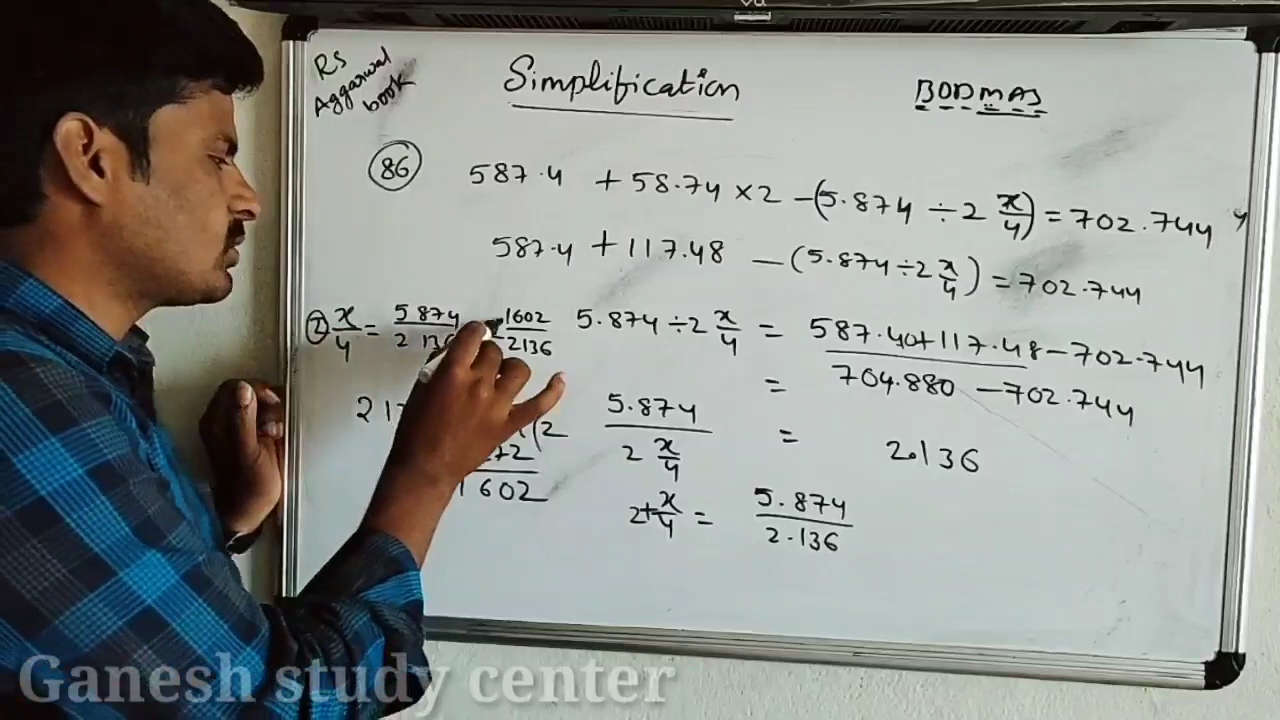 RS
Aggarwal
book
Simplification
BODMAS
86
587.4 + 58.74 × 2 - (5.874 ÷ 2 x/4) = 702.744
587.4 + 117.48 - (5.874 ÷ 2 x/4) = 702.744
5.874 ÷ 2 x/4 = 587.40 + 117.48 - 702.744
= 704.880 - 702.744
5.874 / 2 x/4 = 2.136
2 + x/4 = 5.874 / 2.136
2 x/4 = 5874 / 2136 = 2 1602/2136
(2
1602
Ganesh study center